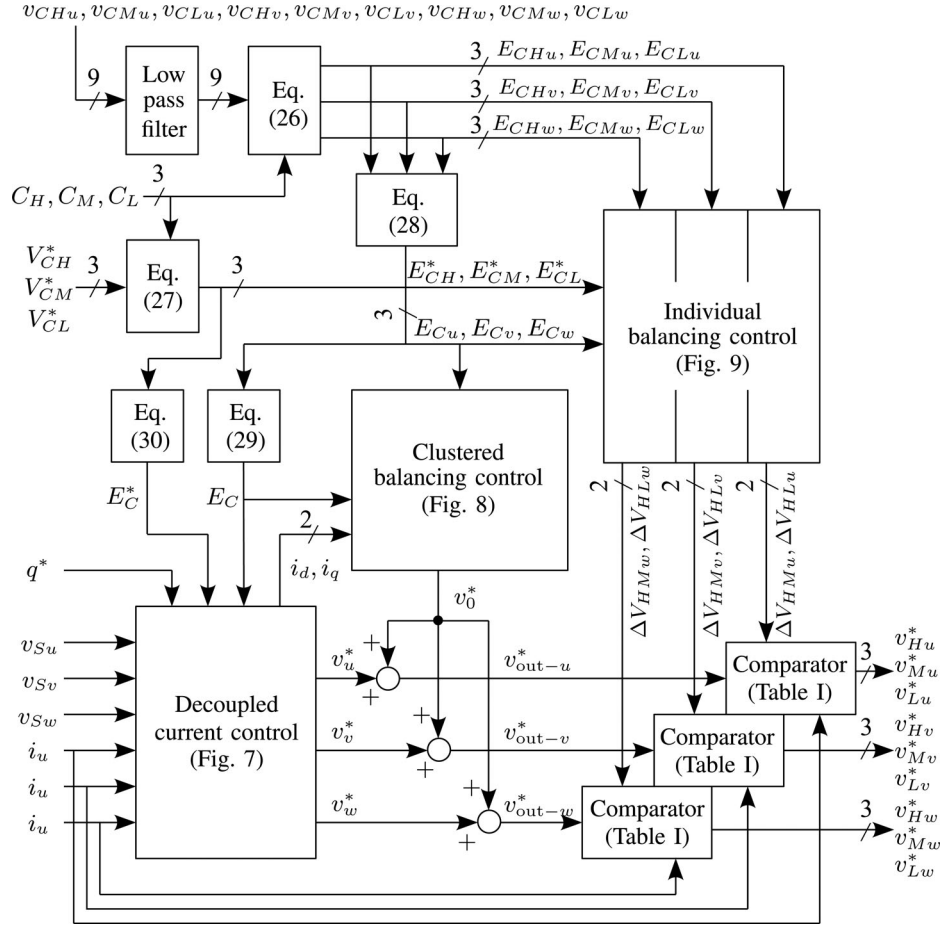 v_{CHu}, v_{CMu}, v_{CLu}, v_{CHv}, v_{CMv}, v_{CLv}, v_{CHw}, v_{CMw}, v_{CLw}
9
Low
pass
filter
9
Eq.
(26)
3
E_{CHu}, E_{CMu}, E_{CLu}
3
E_{CHv}, E_{CMv}, E_{CLv}
3
E_{CHw}, E_{CMw}, E_{CLw}
C_H, C_M, C_L
3
Eq.
(28)
V^*_{CH}
V^*_{CM}
V^*_{CL}
3
Eq.
(27)
3
E^*_{CH}, E^*_{CM}, E^*_{CL}
3
E_{Cu}, E_{Cv}, E_{Cw}
Individual
balancing control
(Fig. 9)
Eq.
(30)
Eq.
(29)
Clustered
balancing control
(Fig. 8)
E^*_C
E_C
2
i_d, i_q
2
ΔV_{HMw}, ΔV_{HLw}
2
ΔV_{HMv}, ΔV_{HLv}
2
ΔV_{HMu}, ΔV_{HLu}
q^*
v^*_0
v_{Su}
v_{Sv}
v_{Sw}
i_u
i_u
i_u
Decoupled
current control
(Fig. 7)
v^*_u
+
+
v^*_{out-u}
Comparator
(Table I)
3
v^*_{Hu}
v^*_{Mu}
v^*_{Lu}
v^*_v
+
+
v^*_{out-v}
Comparator
(Table I)
3
v^*_{Hv}
v^*_{Mv}
v^*_{Lv}
v^*_w
+
+
v^*_{out-w}
Comparator
(Table I)
3
v^*_{Hw}
v^*_{Mw}
v^*_{Lw}